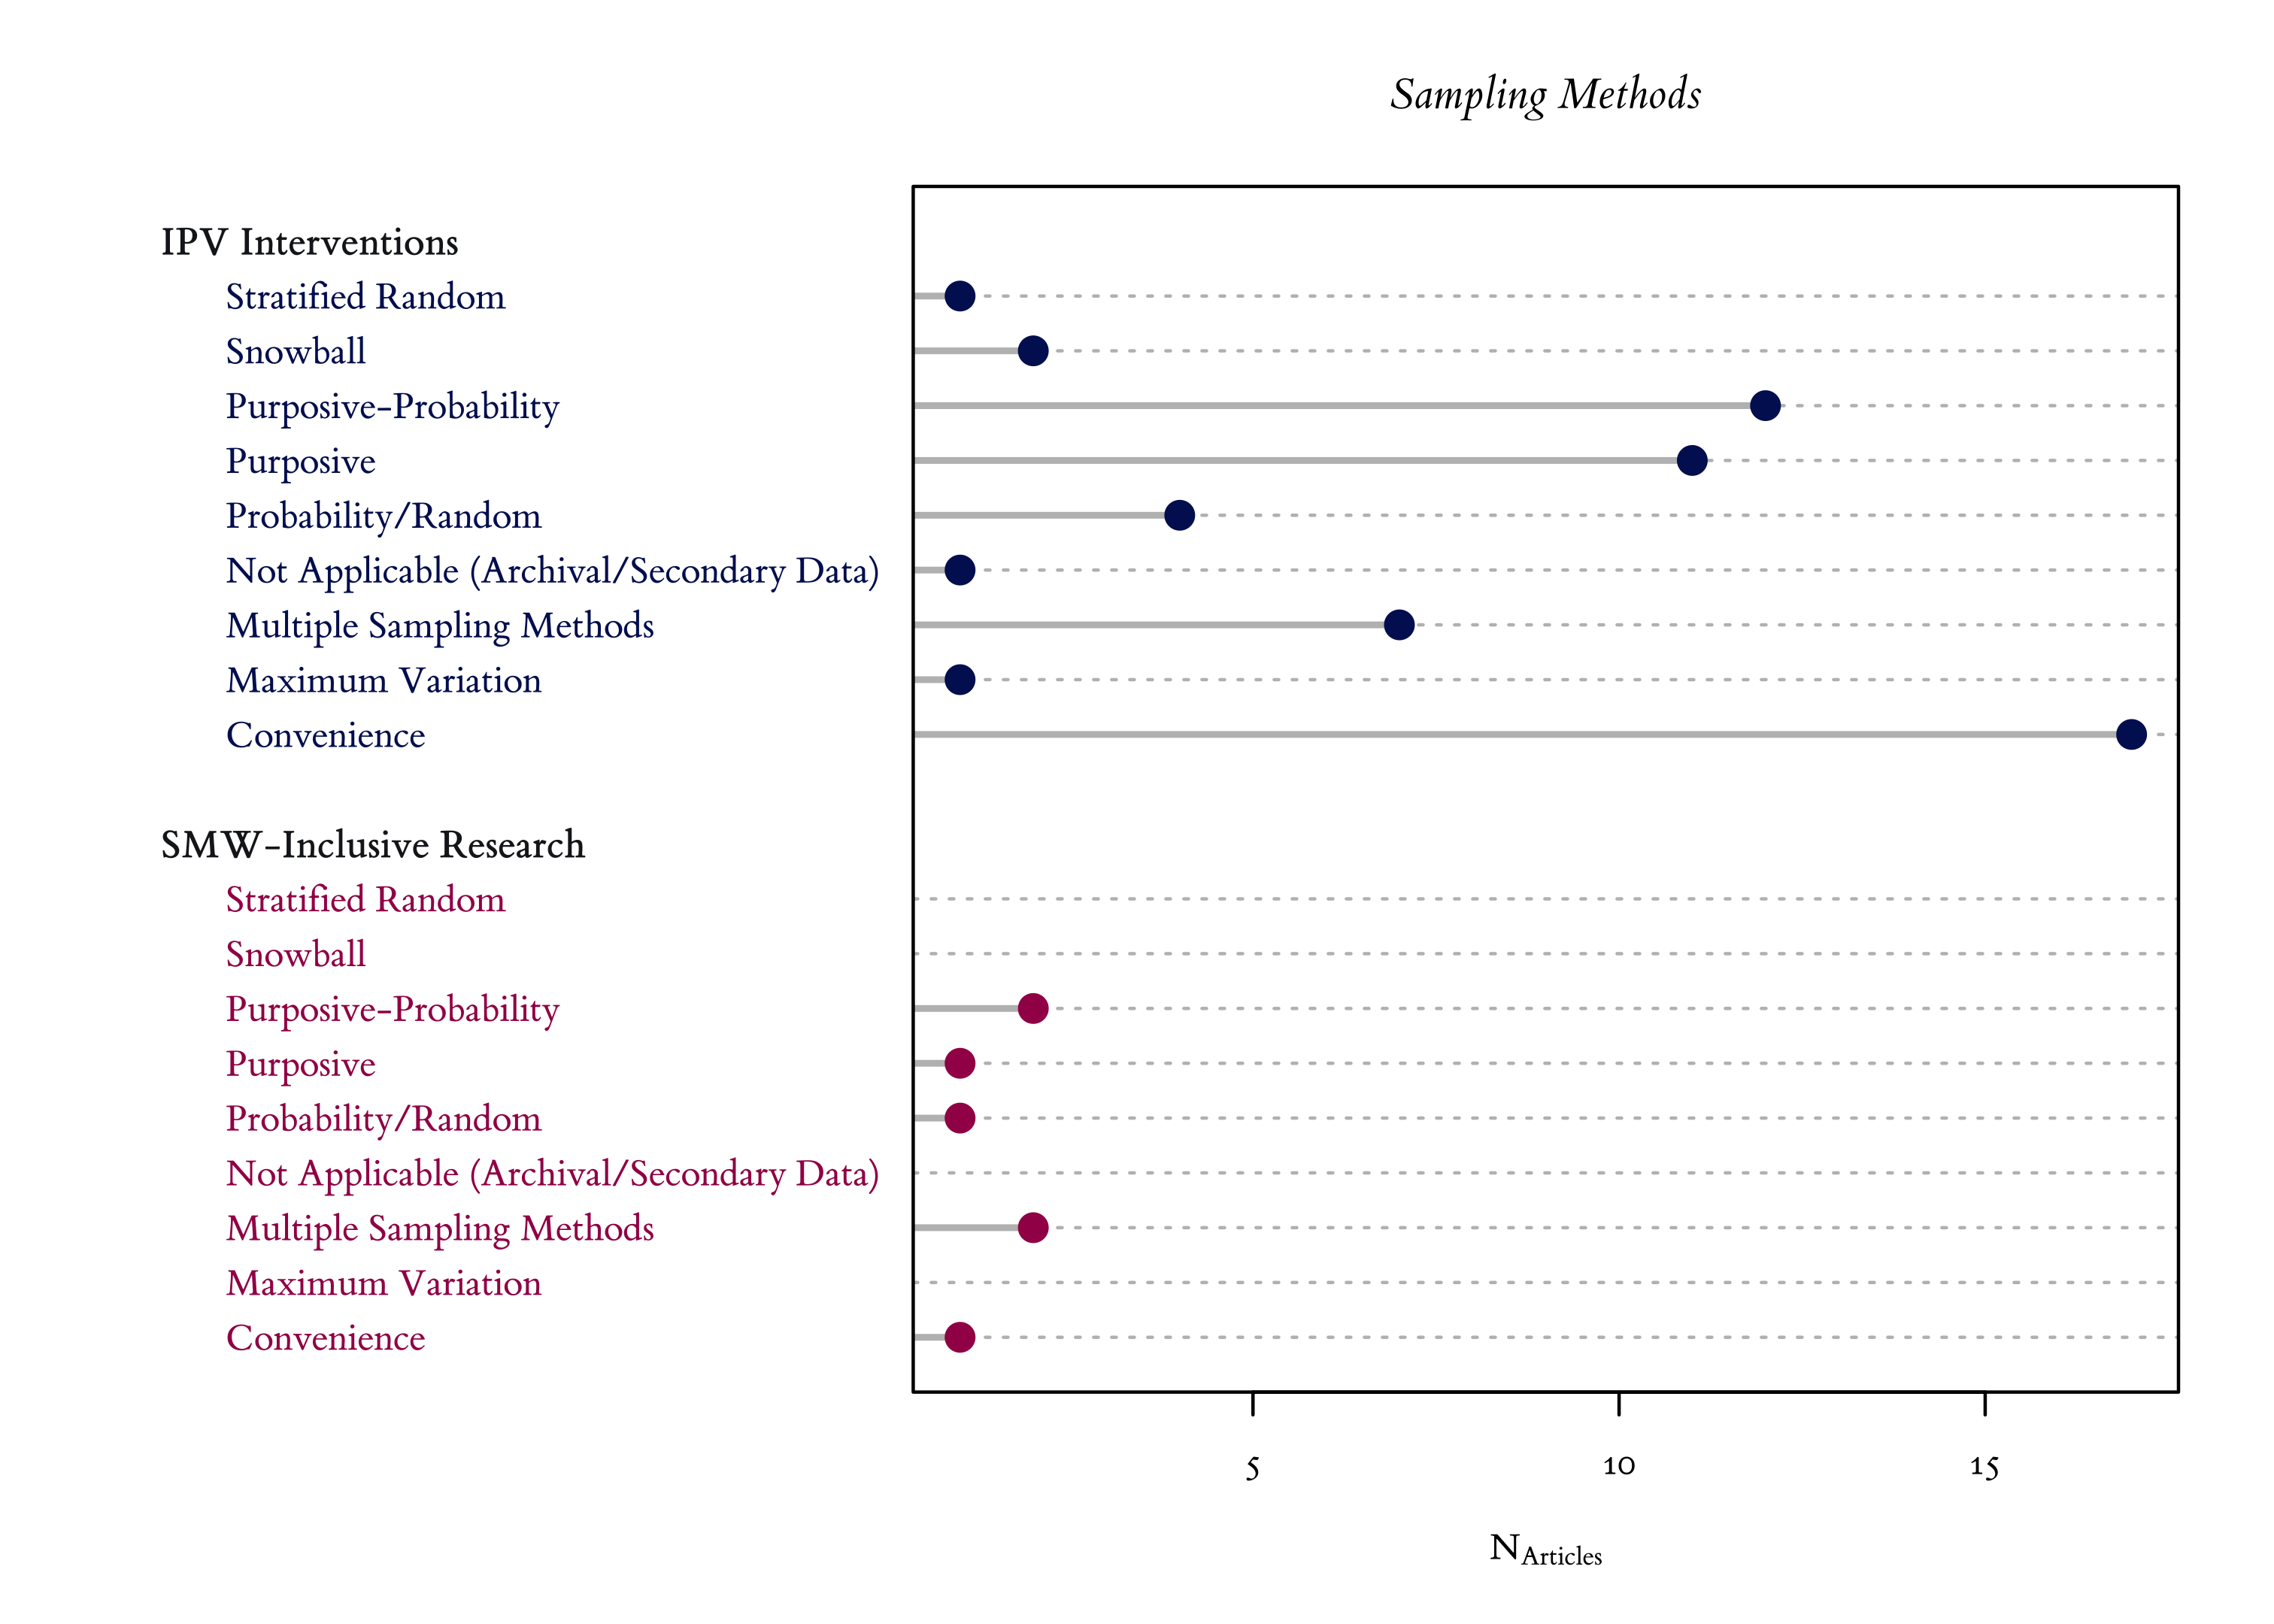 Sampling Methods
IPV Interventions
Stratified Random
Snowball
Purposive-Probability
Purposive
Probability/Random
Not Applicable (Archival/Secondary Data)
Multiple Sampling Methods
Maximum Variation
Convenience
SMW-Inclusive Research
Stratified Random
Snowball
Purposive-Probability
Purposive
Probability/Random
Not Applicable (Archival/Secondary Data)
Multiple Sampling Methods
Maximum Variation
Convenience
5 10 15
NArticles